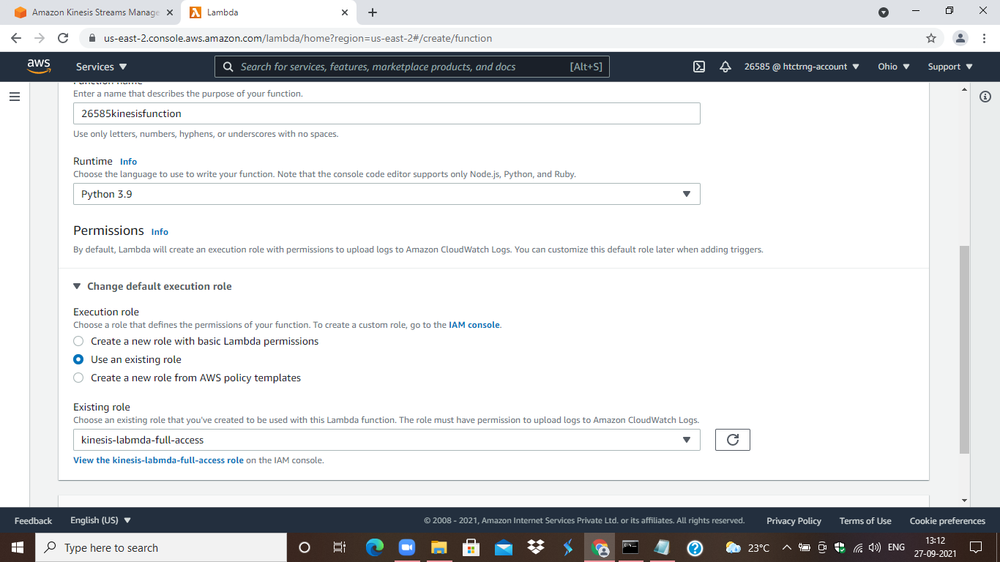 Amazon Kinesis Streams Manage
Lambda
us-east-2.console.aws.amazon.com/lambda/home?region=us-east-2#/create/function
aws
Services
Search for services, features, marketplace products, and docs
[Alt+S]
26585 @ htctrng-account
Ohio
Support
Function name
Enter a name that describes the purpose of your function.
26585kinesisfunction
Use only letters, numbers, hyphens, or underscores with no spaces.
Runtime Info
Choose the language to use to write your function. Note that the console code editor supports only Node.js, Python, and Ruby.
Python 3.9
Permissions Info
By default, Lambda will create an execution role with permissions to upload logs to Amazon CloudWatch Logs. You can customize this default role later when adding triggers.
Change default execution role
Execution role
Choose a role that defines the permissions of your function. To create a custom role, go to the IAM console.
Create a new role with basic Lambda permissions
Use an existing role
Create a new role from AWS policy templates
Existing role
Choose an existing role that you've created to be used with this Lambda function. The role must have permission to upload logs to Amazon CloudWatch Logs.
kinesis-labmda-full-access
View the kinesis-labmda-full-access role on the IAM console.
Feedback
English (US)
© 2008 - 2021, Amazon Internet Services Private Ltd. or its affiliates. All rights reserved.
Privacy Policy
Terms of Use
Cookie preferences
Type here to search
23°C
ENG
13:12
27-09-2021